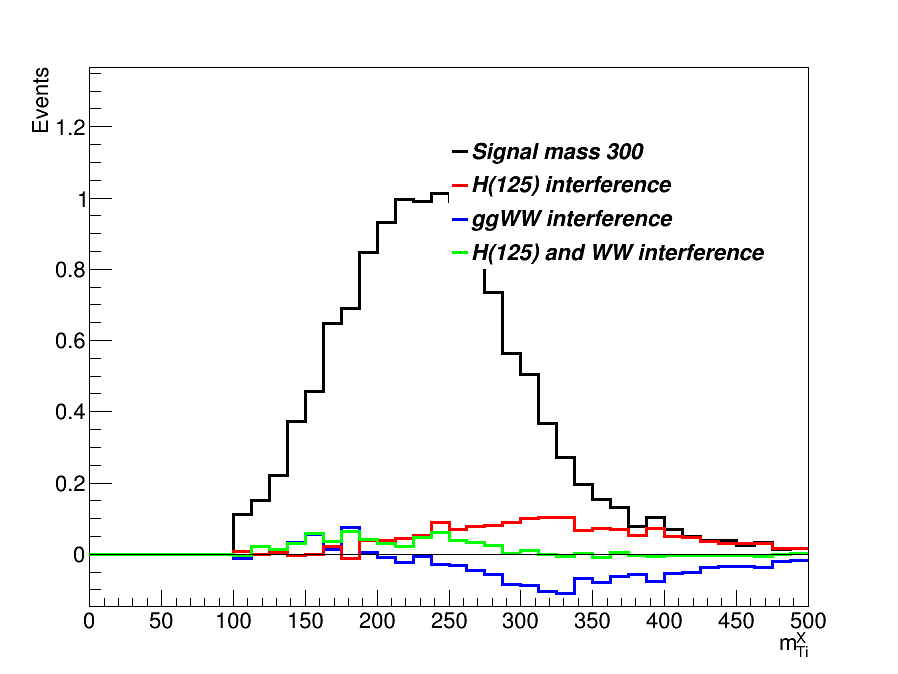 Events
1.2
1
0.8
0.6
0.4
0.2
0
Signal mass 300
H(125) interference
ggWW interference
H(125) and WW interference
0 50 100 150 200 250 300 350 400 450 500
m^X_Ti